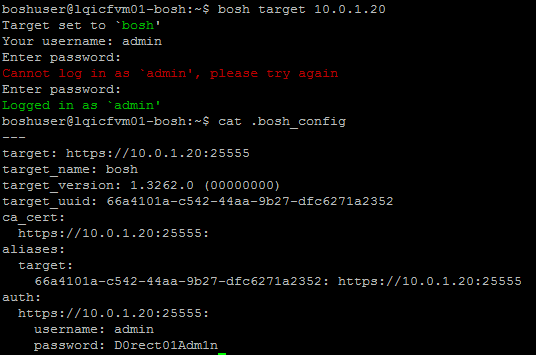 boshuser@lqicfvm01-bosh:~$ bosh target 10.0.1.20
Target set to `bosh'
Your username: admin
Enter password:
Cannot log in as `admin', please try again
Enter password:
Logged in as `admin'
boshuser@lqicfvm01-bosh:~$ cat .bosh_config
---
target: https://10.0.1.20:25555
target_name: bosh
target_version: 1.3262.0 (00000000)
target_uuid: 66a4101a-c542-44aa-9b27-dfc6271a2352
ca_cert:
  https://10.0.1.20:25555:
aliases:
  target:
    66a4101a-c542-44aa-9b27-dfc6271a2352: https://10.0.1.20:25555
auth:
  https://10.0.1.20:25555:
    username: admin
    password: D0rect01Adm1n